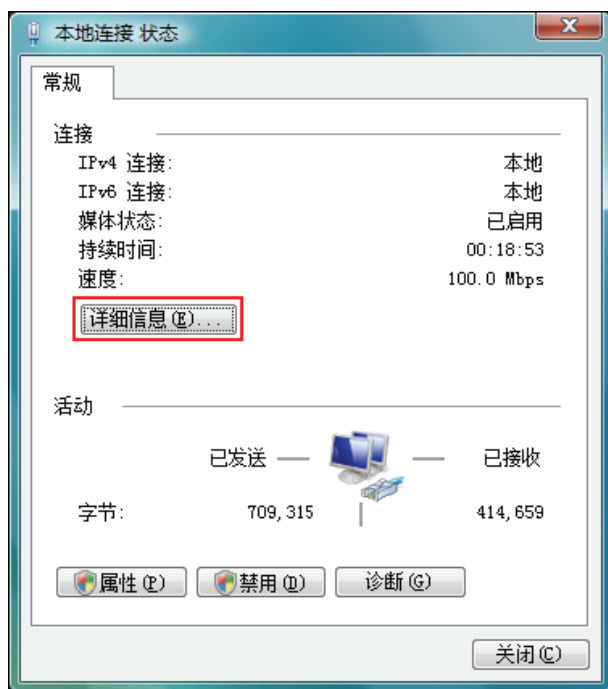 本地连接 状态
常规
连接
IPv4 连接: 本地
IPv6 连接: 本地
媒体状态: 已启用
持续时间: 00:18:53
速度: 100.0 Mbps
详细信息(E)...
活动
已发送 — — 已接收
字节: 709,315 | 414,659
属性(P) 禁用(D) 诊断(G)
关闭(C)